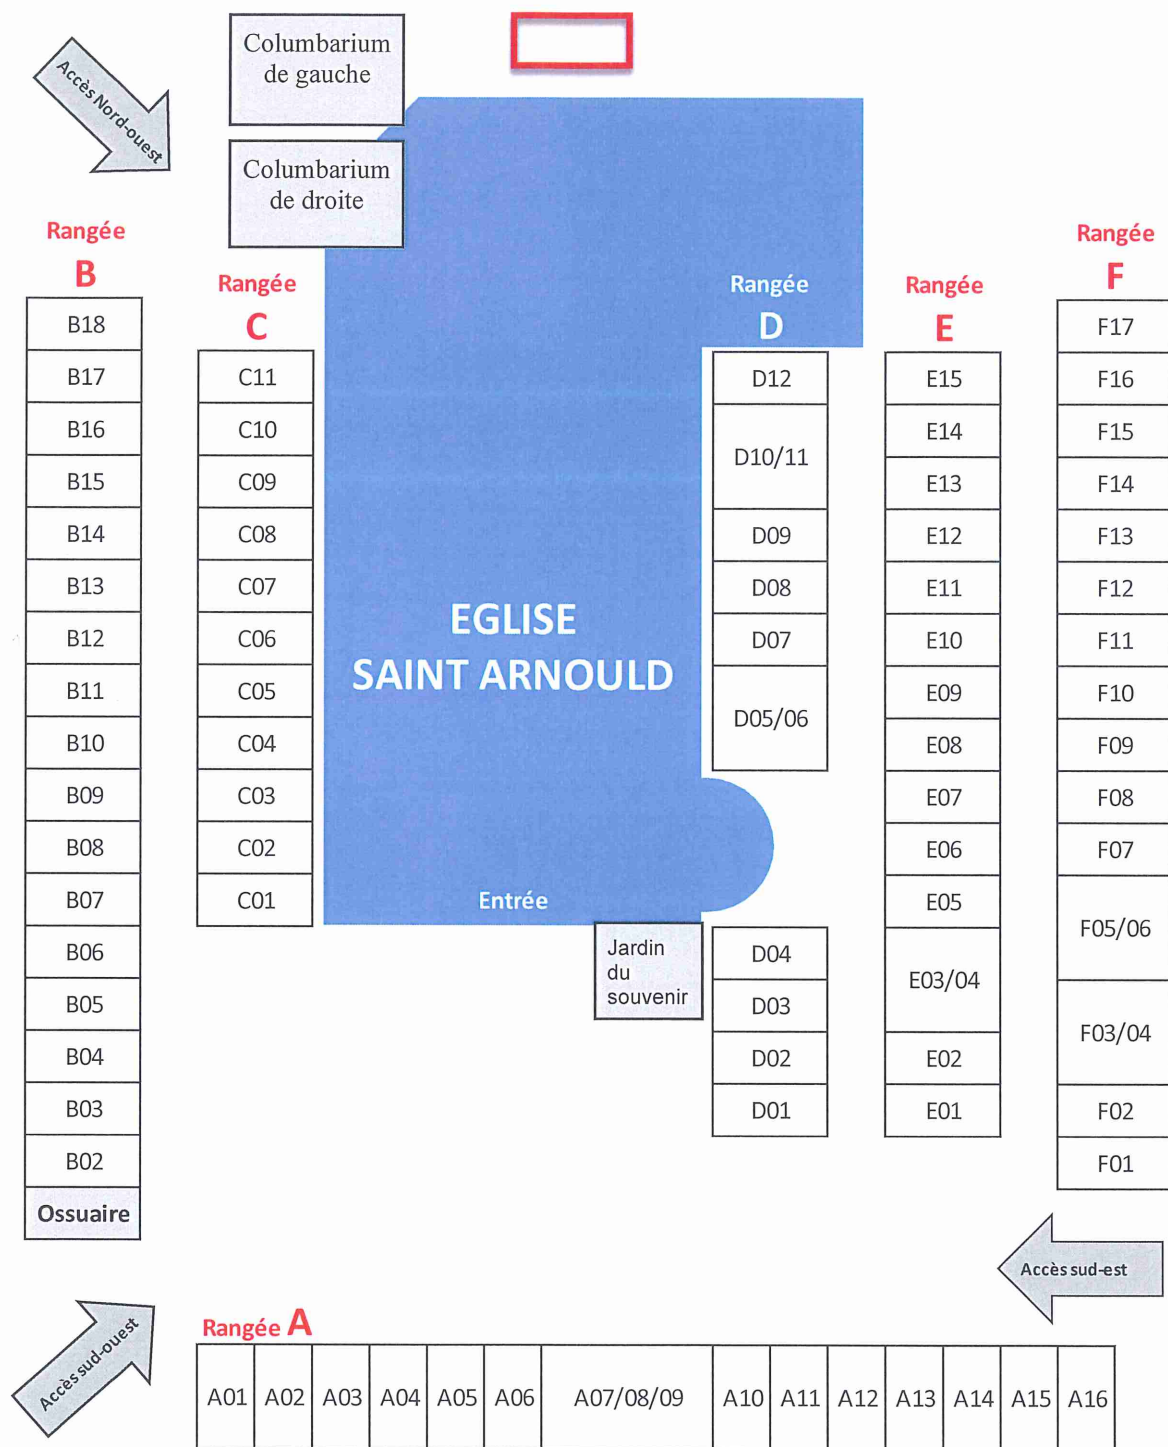 Accès Nord-ouest
Columbarium
de gauche
Columbarium
de droite
Rangée
B
B18
B17
B16
B15
B14
B13
B12
B11
B10
B09
B08
B07
B06
B05
B04
B03
B02
Ossuaire
Rangée
C
C11
C10
C09
C08
C07
C06
C05
C04
C03
C02
C01
EGLISE
SAINT ARNOULD
Entrée
Jardin
du
souvenir
Rangée
D
D12
D10/11
D09
D08
D07
D05/06
D04
D03
D02
D01
Rangée
E
E15
E14
E13
E12
E11
E10
E09
E08
E07
E06
E05
E03/04
E02
E01
Rangée
F
F17
F16
F15
F14
F13
F12
F11
F10
F09
F08
F07
F05/06
F03/04
F02
F01
Accès sud-est
Accès sud-ouest
Rangée A
A01 A02 A03 A04 A05 A06 A07/08/09 A10 A11 A12 A13 A14 A15 A16